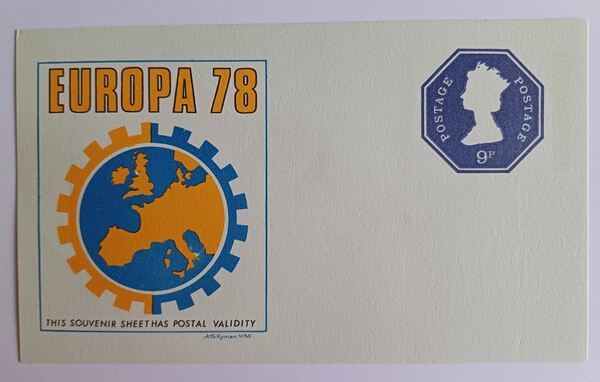 EUROPA 78
POSTAGE POSTAGE
9P
THIS SOUVENIR SHEET HAS POSTAL VALIDITY